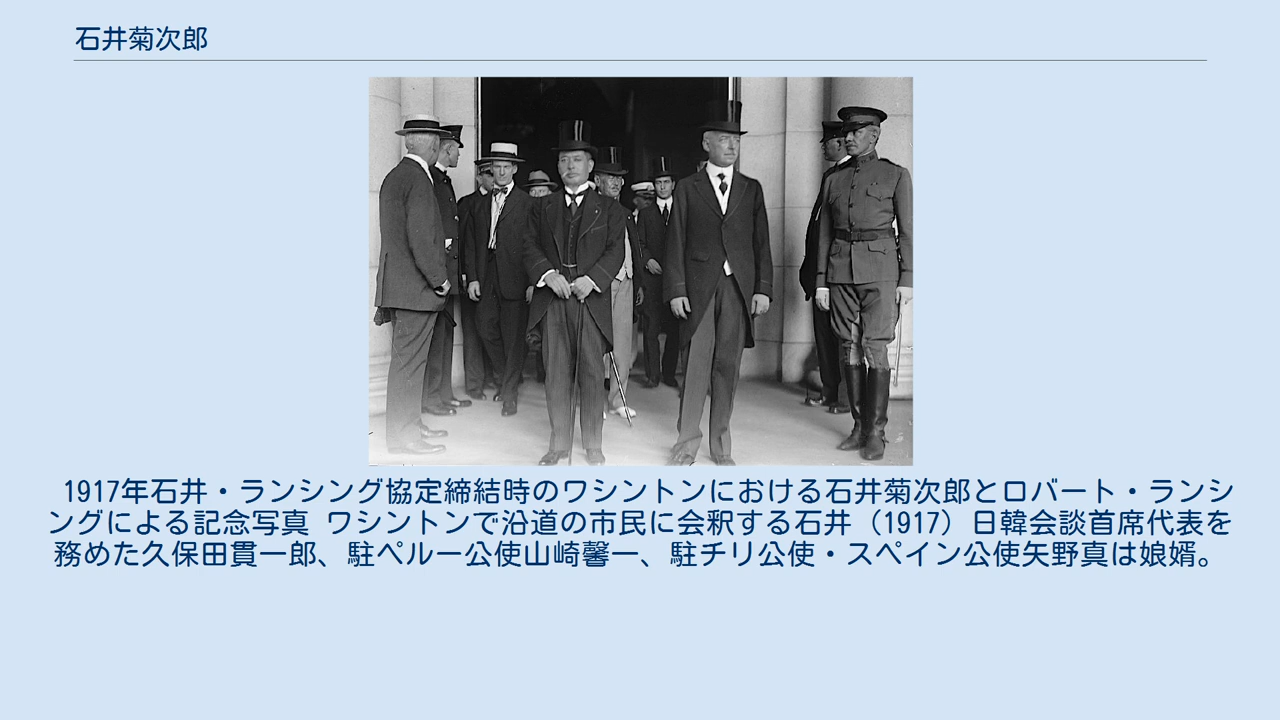 石井菊次郎
1917年石井・ランシング協定締結時のワシントンにおける石井菊次郎とロバート・ランシ
ングによる記念写真 ワシントンで沿道の市民に会釈する石井（1917）日韓会談首席代表を
務めた久保田貫一郎、駐ペルー公使山崎馨一、駐チリ公使・スペイン公使矢野真は娘婿。